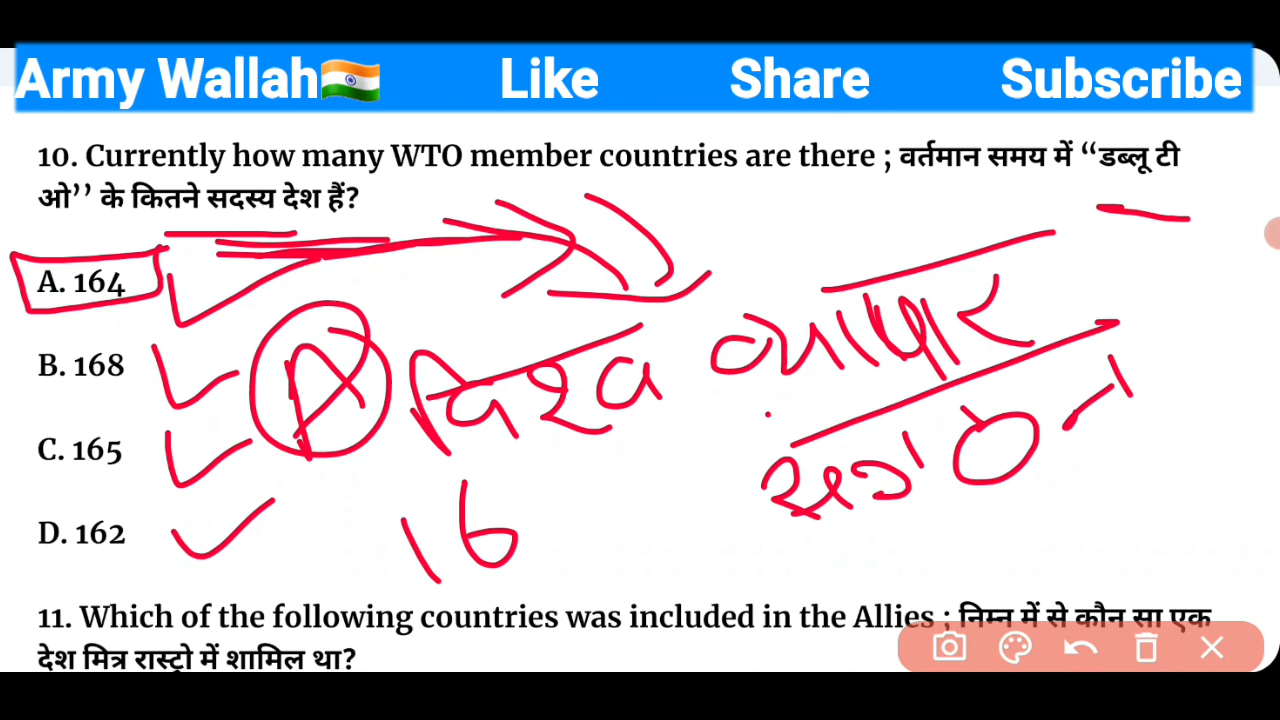 Army Wallah🇮🇳 Like Share Subscribe
10. Currently how many WTO member countries are there ; वर्तमान समय में “डब्लू टी
ओ’’ के कितने सदस्य देश हैं?
A. 164
B. 168
A विश्व व्यापार
C. 165
संगठन
D. 162
16
11. Which of the following countries was included in the Allies ; निम्न में से कौन सा एक
देश मित्र रास्ट्रो में शामिल था?